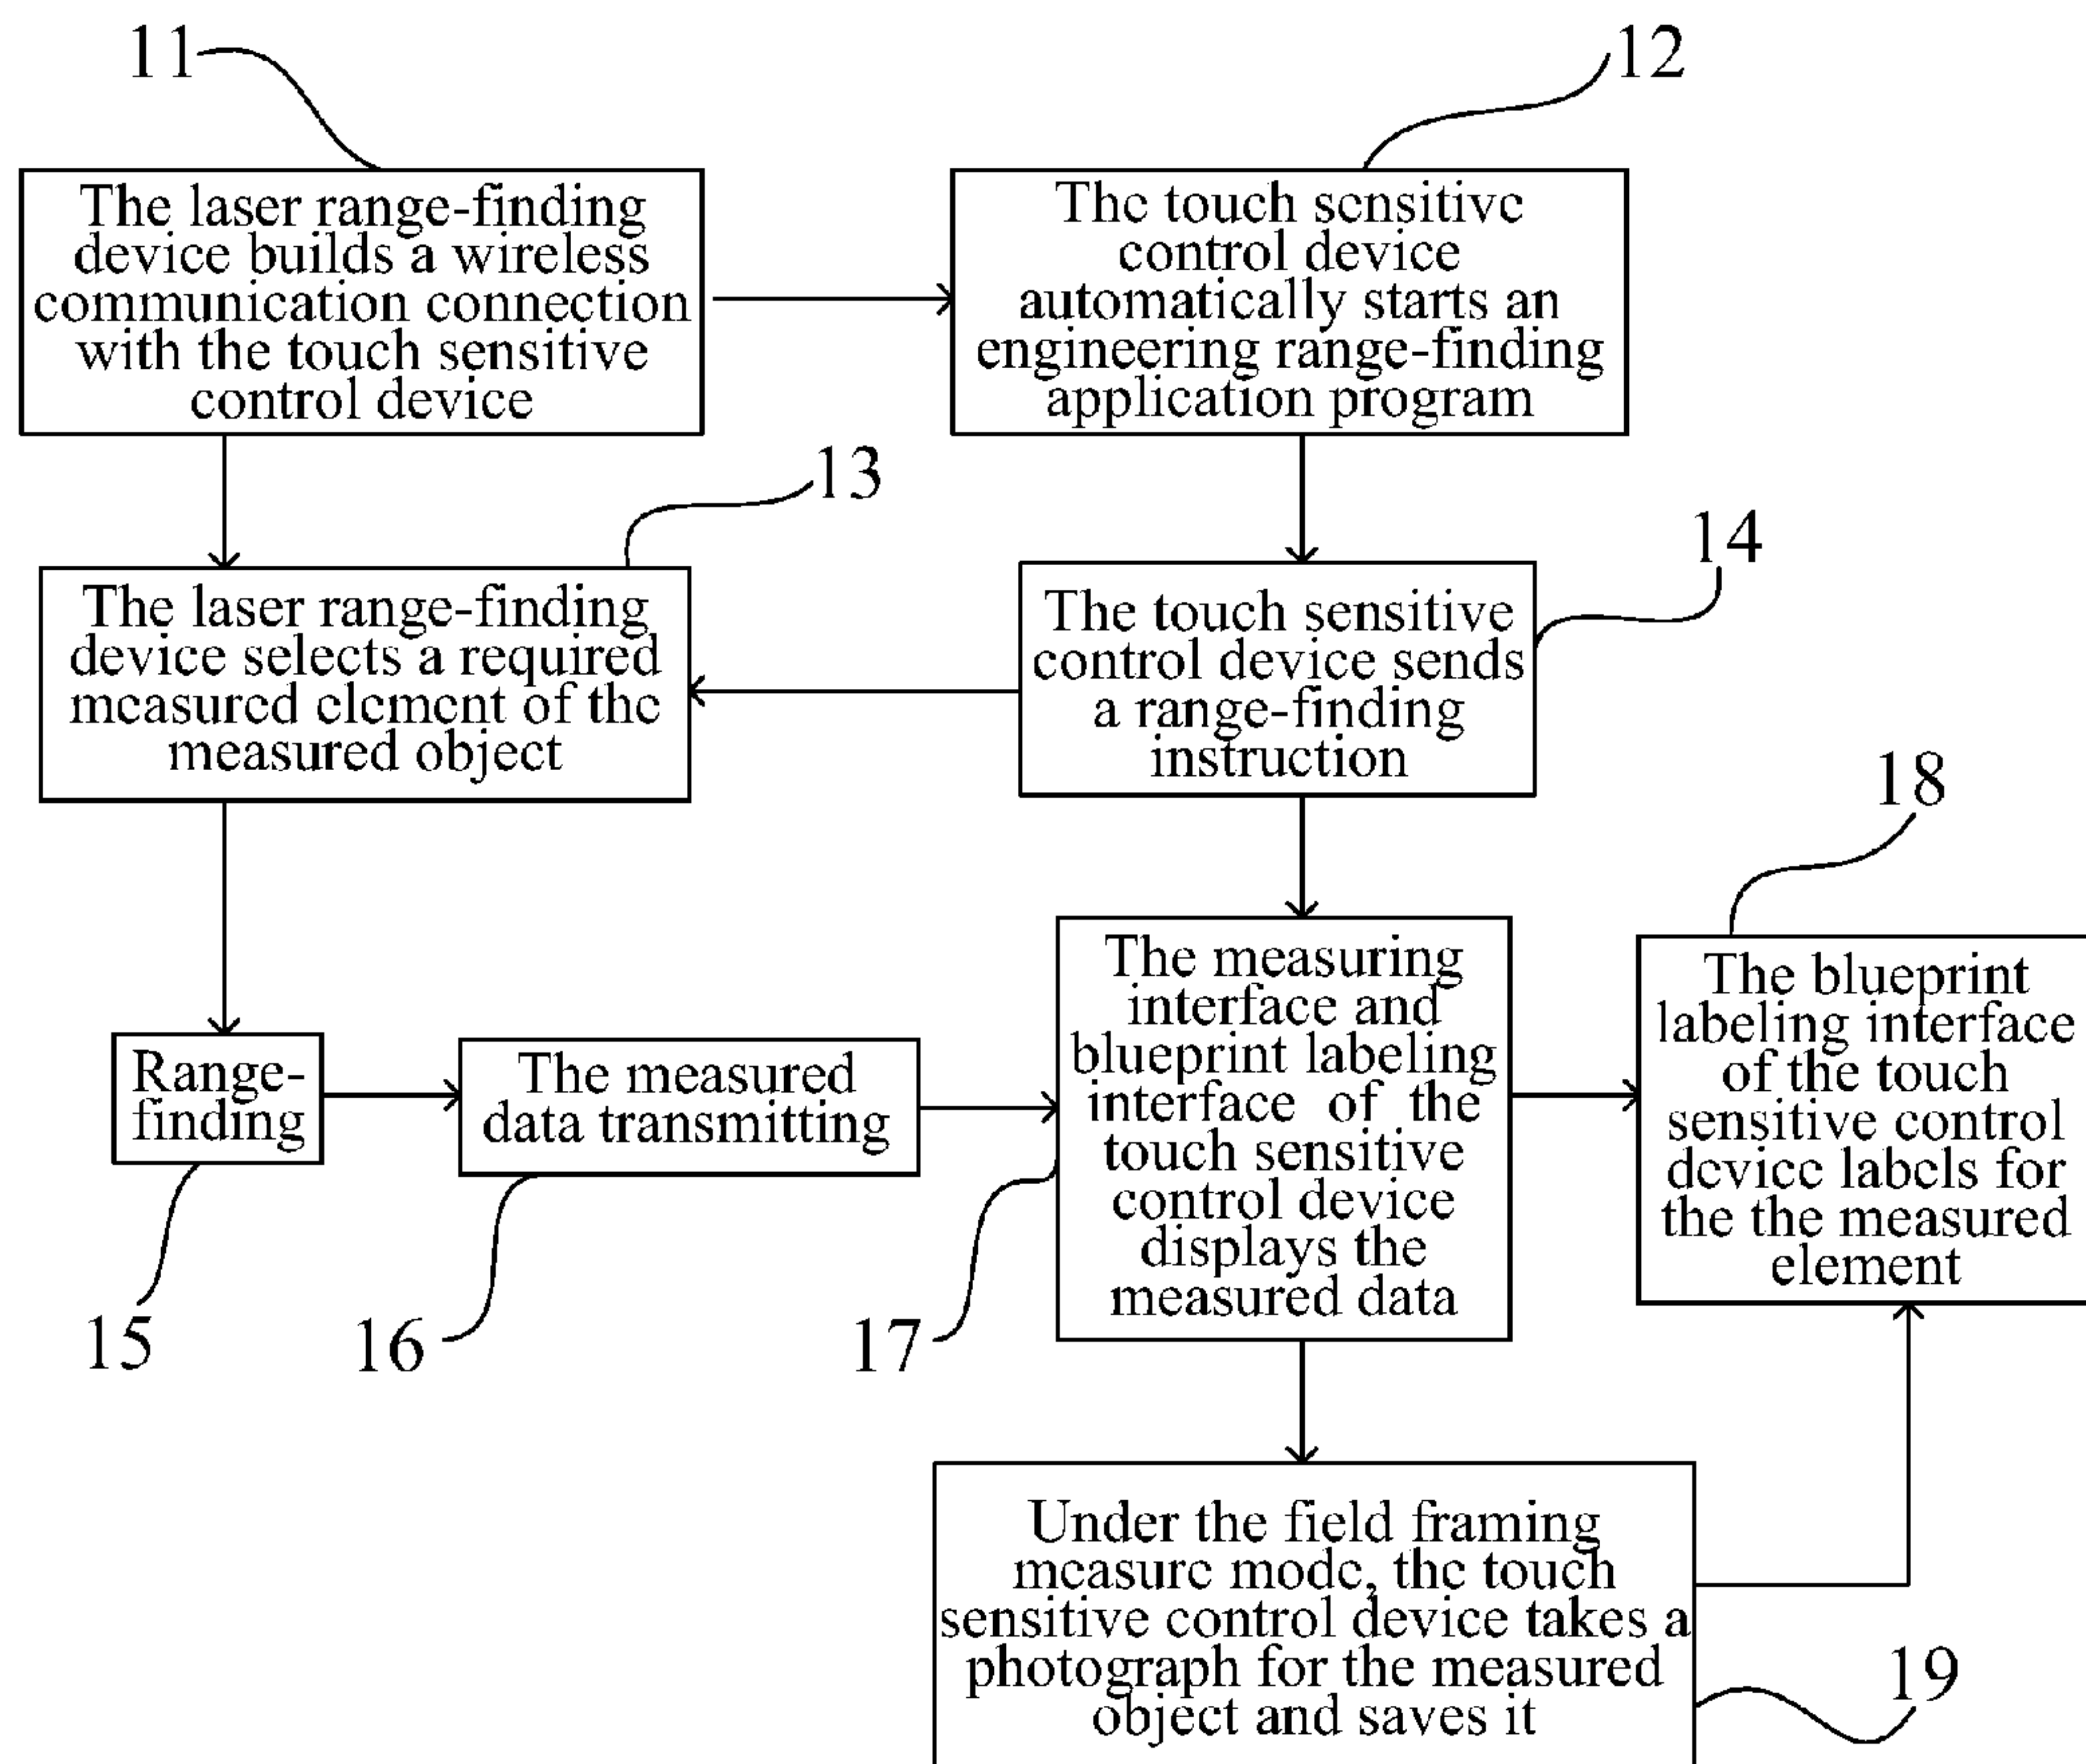 11
12
The laser range-finding
device builds a wireless
communication connection
with the touch sensitive
control device
The touch sensitive
control device
automatically starts an
engineering range-finding
application program
13
14
The laser range-finding
device selects a required
measured element of the
measured object
The touch sensitive
control device sends
a range-finding
instruction
18
Range-
finding
The measured
data transmitting
The measuring
interface and
blueprint labeling
interface of the
touch sensitive
control device
displays the
measured data
The blueprint
labeling interface
of the touch
sensitive control
device labels for
the the measured
element
15
16
17
Under the field framing
measure mode, the touch
sensitive control device takes a
photograph for the measured
object and saves it
19